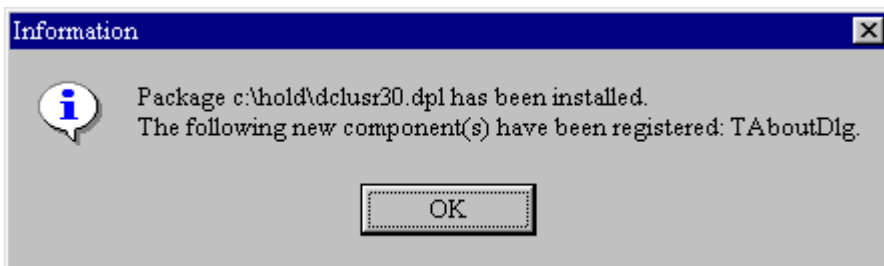 Information
Package c:\hold\dclusr30.dpl has been installed.
The following new component(s) have been registered: TAboutDlg.
OK